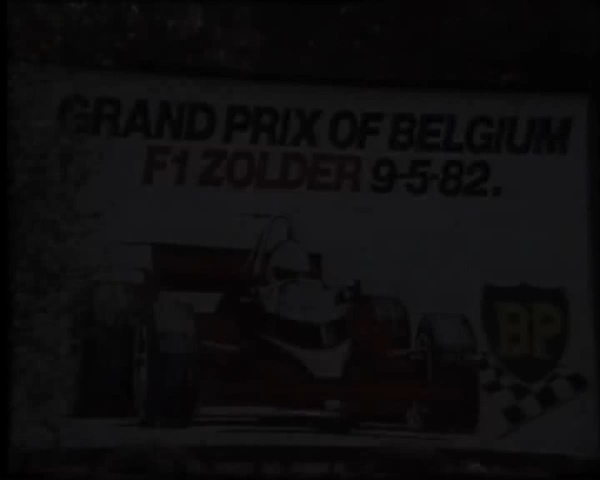 GRAND PRIX OF BELGIUM
F1 ZOLDER 9-5-82.
BP